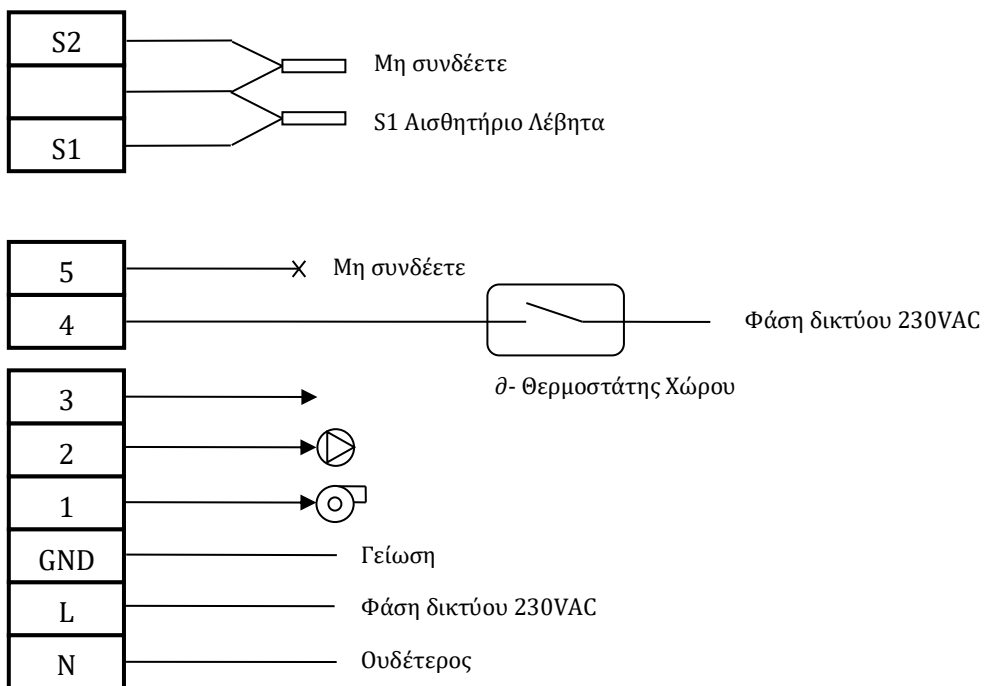 S2
Μη συνδέετε
S1 Αισθητήριο Λέβητα
S1
5
Μη συνδέετε
4
Φάση δικτύου 230VAC
∂- Θερμοστάτης Χώρου
3
2
1
GND
Γείωση
L
Φάση δικτύου 230VAC
N
Ουδέτερος